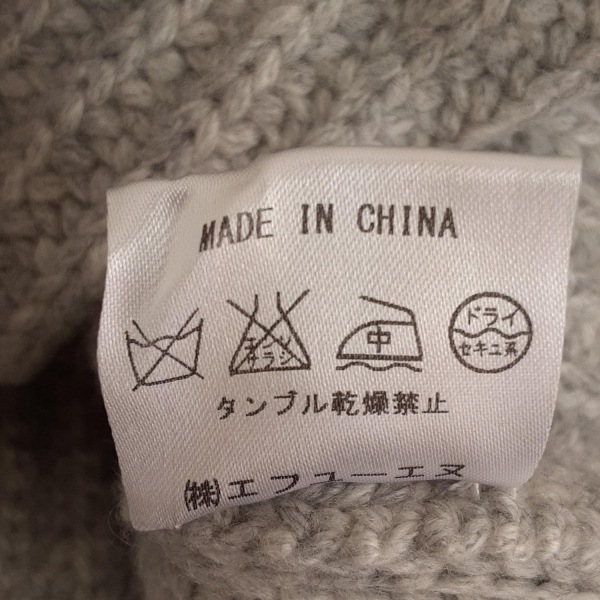 MADE IN CHINA
エンソ
サラシ
中
ドライ
セキユ系
タンブル乾燥禁止
㈱エフユーエヌ